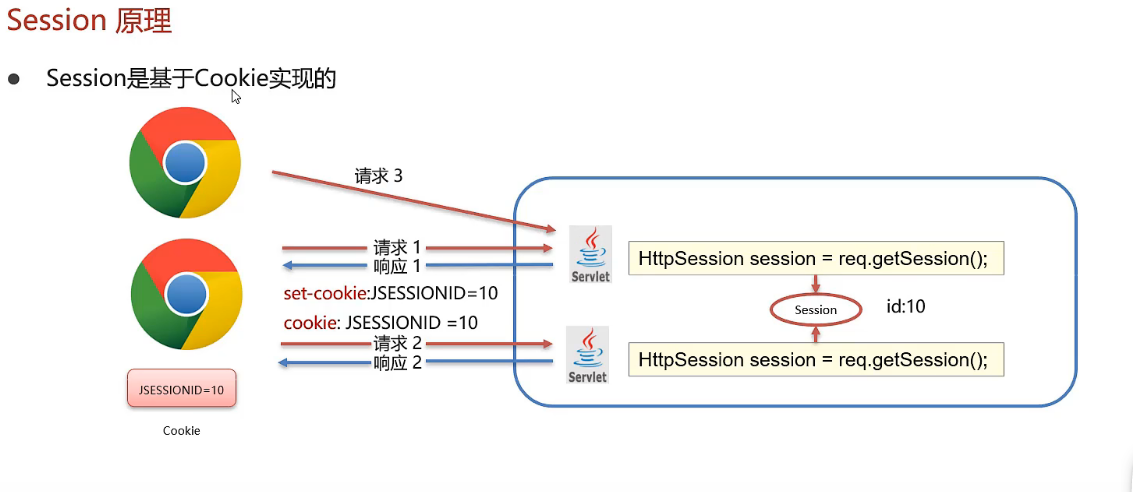 Session 原理
● Session是基于Cookie实现的
请求 3
请求 1
响应 1
Servlet
HttpSession session = req.getSession();
set-cookie:JSESSIONID=10
Session
id:10
cookie: JSESSIONID =10
请求 2
响应 2
Servlet
HttpSession session = req.getSession();
JSESSIONID=10
Cookie